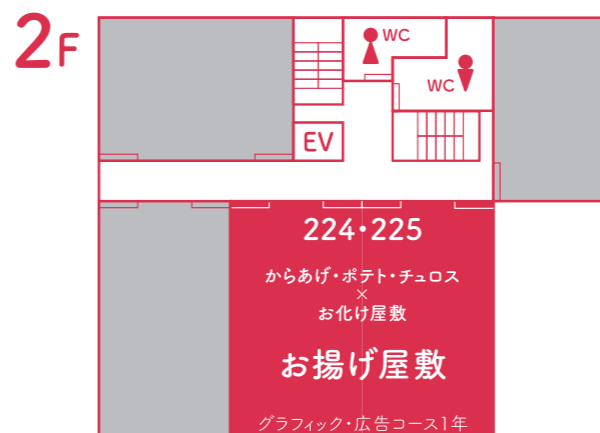 2F
WC
WC
EV
224・225
からあげ・ポテト・チュロス
×
お化け屋敷
お揚げ屋敷
グラフィック・広告コース1年